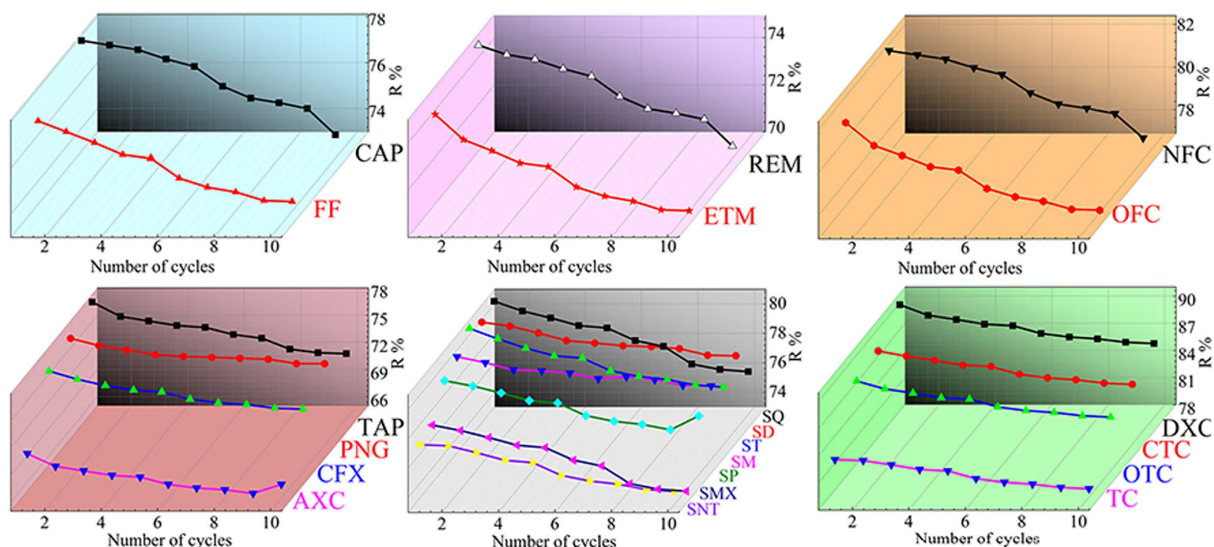 78
76
74
R %
CAP
FF
2 4 6 8 10
Number of cycles
74
72
70
R %
REM
ETM
2 4 6 8 10
Number of cycles
82
80
78
R %
NFC
OFC
2 4 6 8 10
Number of cycles
78
75
72
69
66
R %
TAP
PNG
CFX
AXC
2 4 6 8 10
Number of cycles
80
78
76
74
R %
SQ
SD
ST
SM
SP
SMX
SNT
2 4 6 8 10
Number of cycles
90
87
84
81
78
R %
DXC
CTC
OTC
TC
2 4 6 8 10
Number of cycles